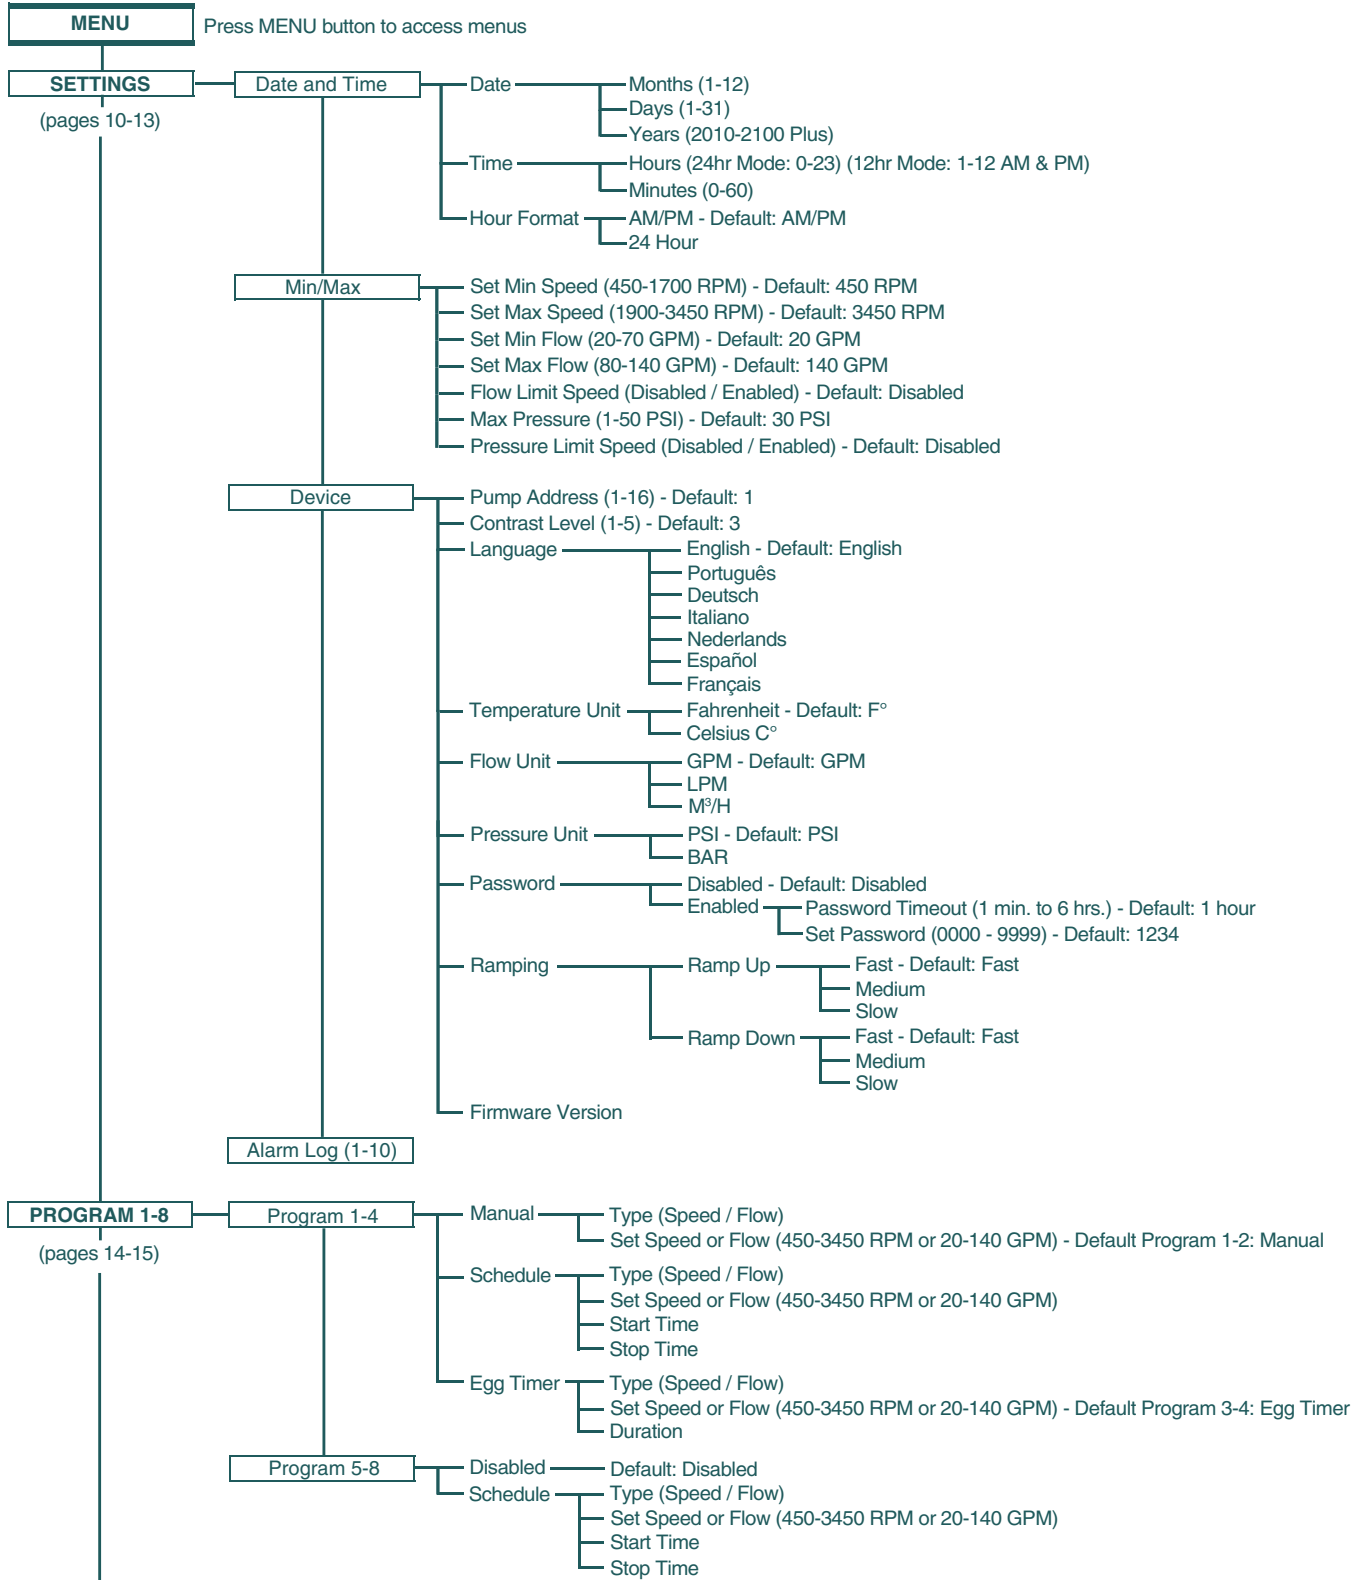 MENU
Press MENU button to access menus
SETTINGS
(pages 10-13)
Date and Time
Date
Months (1-12)
Days (1-31)
Years (2010-2100 Plus)
Time
Hours (24hr Mode: 0-23) (12hr Mode: 1-12 AM & PM)
Minutes (0-60)
Hour Format
AM/PM - Default: AM/PM
24 Hour
Min/Max
Set Min Speed (450-1700 RPM) - Default: 450 RPM
Set Max Speed (1900-3450 RPM) - Default: 3450 RPM
Set Min Flow (20-70 GPM) - Default: 20 GPM
Set Max Flow (80-140 GPM) - Default: 140 GPM
Flow Limit Speed (Disabled / Enabled) - Default: Disabled
Max Pressure (1-50 PSI) - Default: 30 PSI
Pressure Limit Speed (Disabled / Enabled) - Default: Disabled
Device
Pump Address (1-16) - Default: 1
Contrast Level (1-5) - Default: 3
Language
English - Default: English
Português
Deutsch
Italiano
Nederlands
Español
Français
Temperature Unit
Fahrenheit - Default: F°
Celsius C°
Flow Unit
GPM - Default: GPM
LPM
M³/H
Pressure Unit
PSI - Default: PSI
BAR
Password
Disabled - Default: Disabled
Enabled
Password Timeout (1 min. to 6 hrs.) - Default: 1 hour
Set Password (0000 - 9999) - Default: 1234
Ramping
Ramp Up
Fast - Default: Fast
Medium
Slow
Ramp Down
Fast - Default: Fast
Medium
Slow
Firmware Version
Alarm Log (1-10)
PROGRAM 1-8
(pages 14-15)
Program 1-4
Manual
Type (Speed / Flow)
Set Speed or Flow (450-3450 RPM or 20-140 GPM) - Default Program 1-2: Manual
Schedule
Type (Speed / Flow)
Set Speed or Flow (450-3450 RPM or 20-140 GPM)
Start Time
Stop Time
Egg Timer
Type (Speed / Flow)
Set Speed or Flow (450-3450 RPM or 20-140 GPM) - Default Program 3-4: Egg Timer
Duration
Program 5-8
Disabled
Default: Disabled
Schedule
Type (Speed / Flow)
Set Speed or Flow (450-3450 RPM or 20-140 GPM)
Start Time
Stop Time